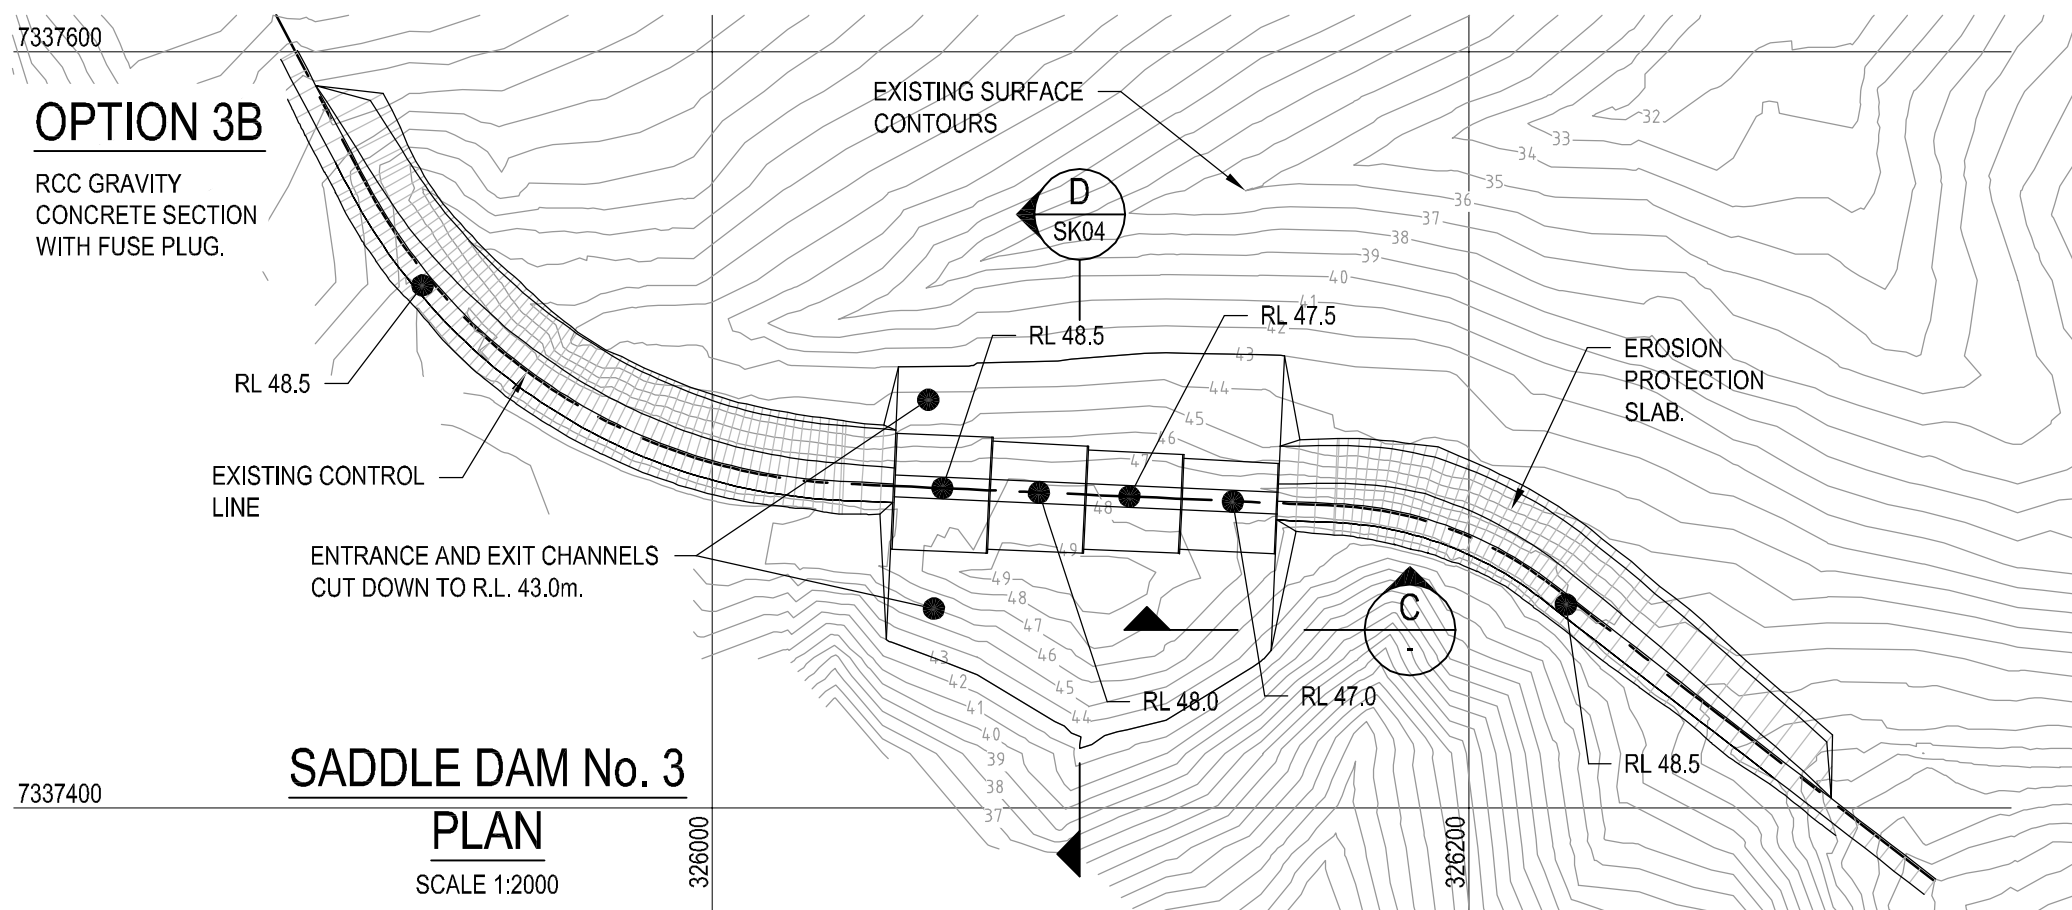 7337600
OPTION 3B
RCC GRAVITY
CONCRETE SECTION
WITH FUSE PLUG.
EXISTING SURFACE
CONTOURS
D
SK04
32
33
34
35
36
37
38
39
40
41
42
43
44
45
46
47
48
49
RL 48.5
RL 47.5
RL 48.5
EROSION
PROTECTION
SLAB.
EXISTING CONTROL
LINE
ENTRANCE AND EXIT CHANNELS
CUT DOWN TO R.L. 43.0m.
49
48
47
46
45
44
43
42
41
40
39
38
37
C
-
RL 48.0
RL 47.0
RL 48.5
SADDLE DAM No. 3
PLAN
SCALE 1:2000
7337400
326000
326200